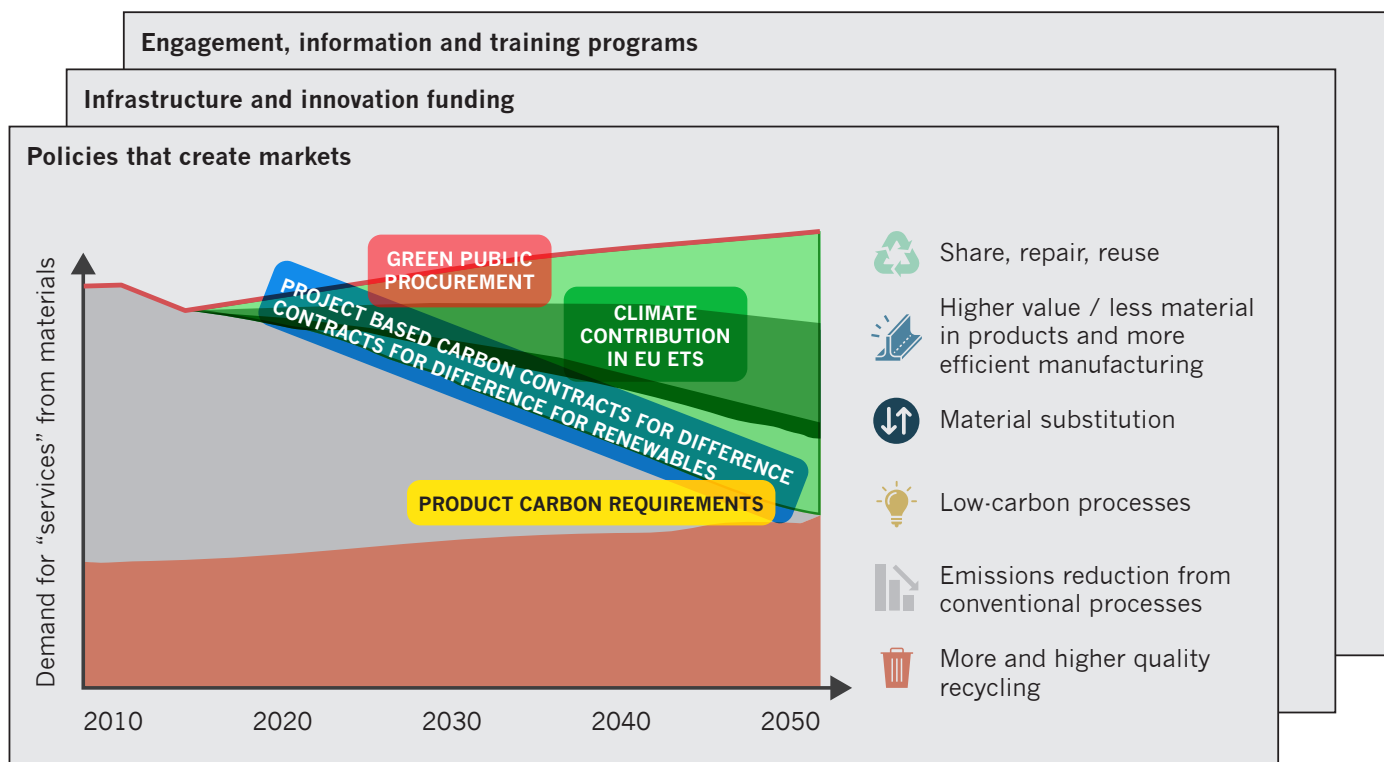 Engagement, information and training programs
Infrastructure and innovation funding
Policies that create markets
Demand for “services” from materials
GREEN PUBLIC
PROCUREMENT
PROJECT BASED CARBON CONTRACTS FOR DIFFERENCE
CONTRACTS FOR DIFFERENCE FOR RENEWABLES
CLIMATE
CONTRIBUTION
IN EU ETS
PRODUCT CARBON REQUIREMENTS
2010
2020
2030
2040
2050
Share, repair, reuse
Higher value / less material
in products and more
efficient manufacturing
Material substitution
Low-carbon processes
Emissions reduction from
conventional processes
More and higher quality
recycling